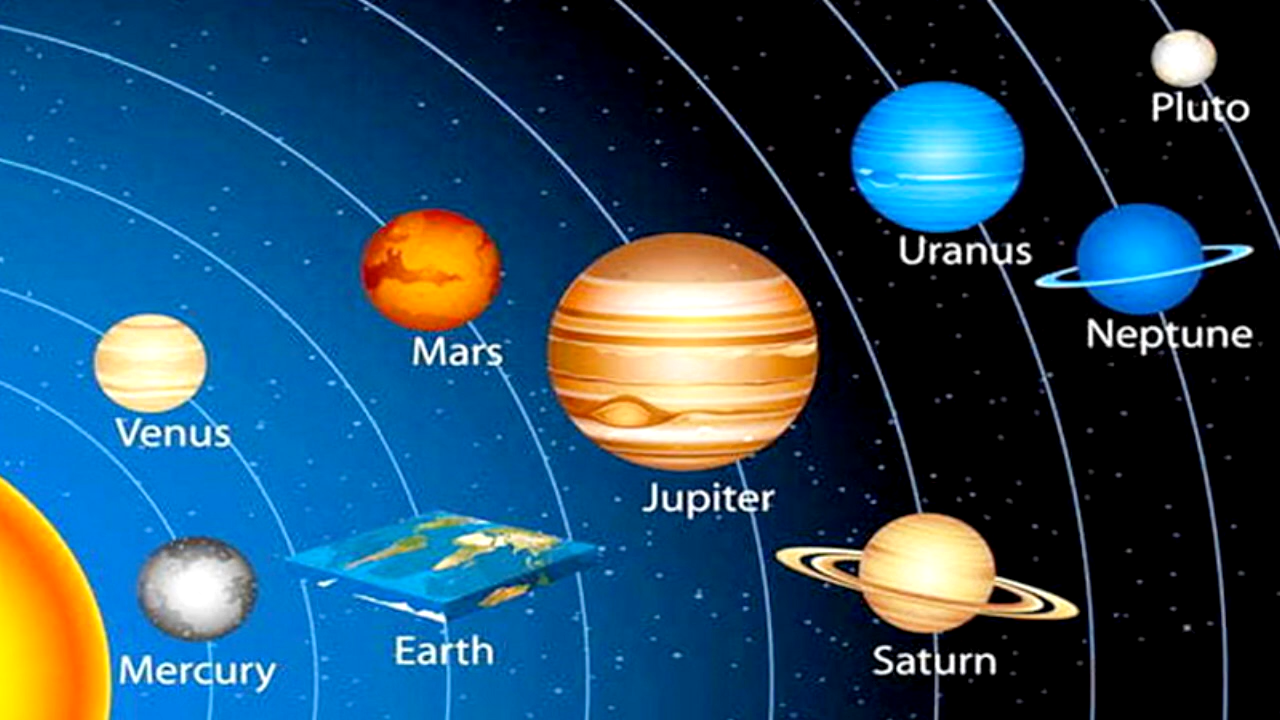 Pluto
Uranus
Neptune
Mars
Venus
Jupiter
Earth
Saturn
Mercury